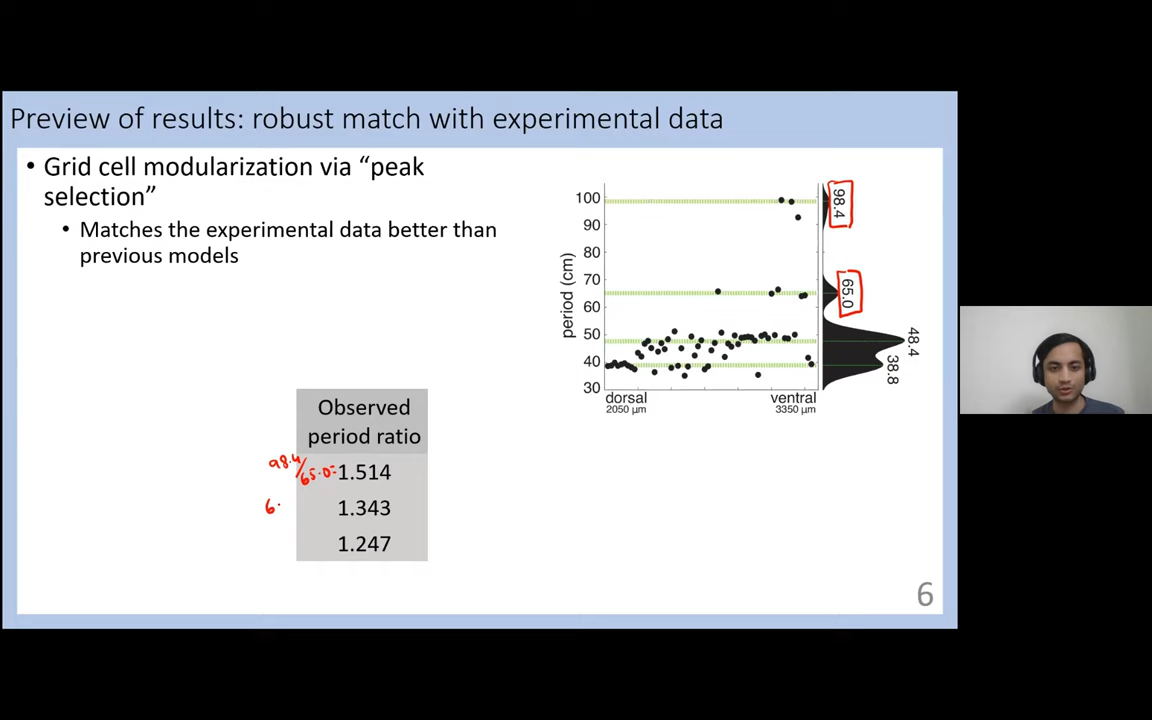 Preview of results: robust match with experimental data
• Grid cell modularization via “peak
selection”
• Matches the experimental data better than
previous models
period (cm)
100
90
80
70
60
50
40
30
dorsal
2050 µm
ventral
3350 µm
98.4
65.0
48.4
38.8
Observed
period ratio
98.4/65.0=1.514
6. 1.343
1.247
6